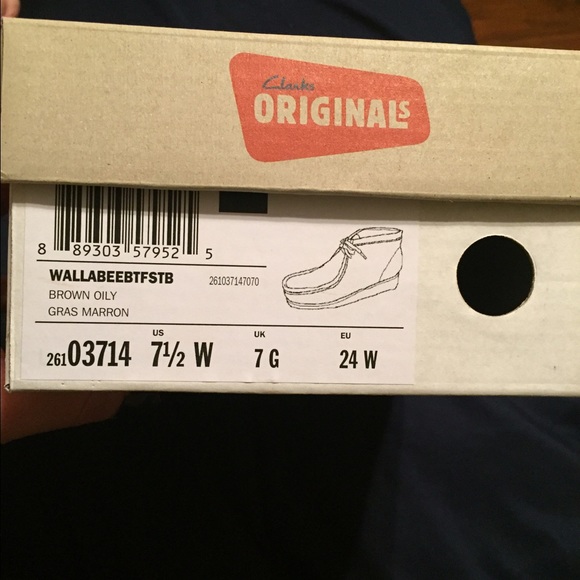 Clarks
ORIGINALS
8 89303 57952 5
WALLABEEBTFSTB 261037147070
BROWN OILY
GRAS MARRON
US UK EU
26103714 7½ W 7 G 24 W